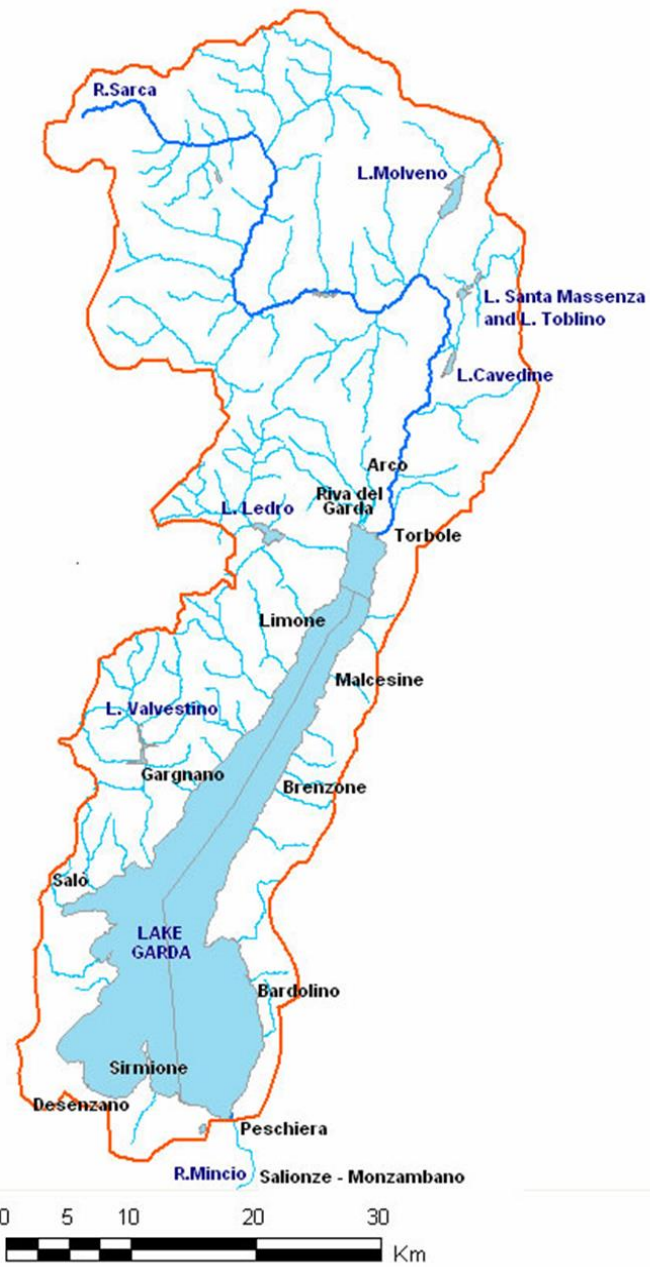 R.Sarca
L.Molveno
L. Santa Massenza
and L. Toblino
L.Cavedine
Arco
Riva del
Garda
L. Ledro
Torbole
Limone
Malcesine
L. Valvestino
Gargnano
Brenzone
Salò
LAKE
GARDA
Bardolino
Sirmione
Desenzano
Peschiera
R.Mincio
Salionze - Monzambano
0 5 10 20 30
Km